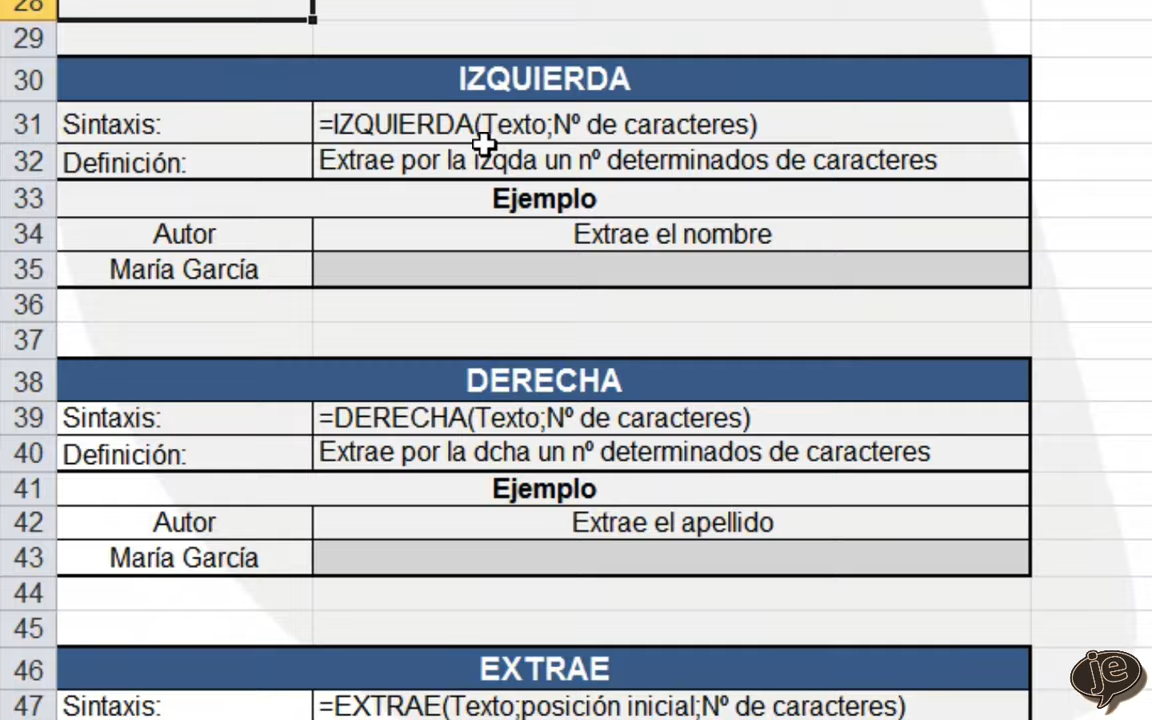 28
29
30 IZQUIERDA
31 Sintaxis: =IZQUIERDA(Texto;Nº de caracteres)
32 Definición: Extrae por la izqda un nº determinados de caracteres
33 Ejemplo
34 Autor Extrae el nombre
35 María García
36
37
38 DERECHA
39 Sintaxis: =DERECHA(Texto;Nº de caracteres)
40 Definición: Extrae por la dcha un nº determinados de caracteres
41 Ejemplo
42 Autor Extrae el apellido
43 María García
44
45
46 EXTRAE
47 Sintaxis: =EXTRAE(Texto;posición inicial;Nº de caracteres)
je